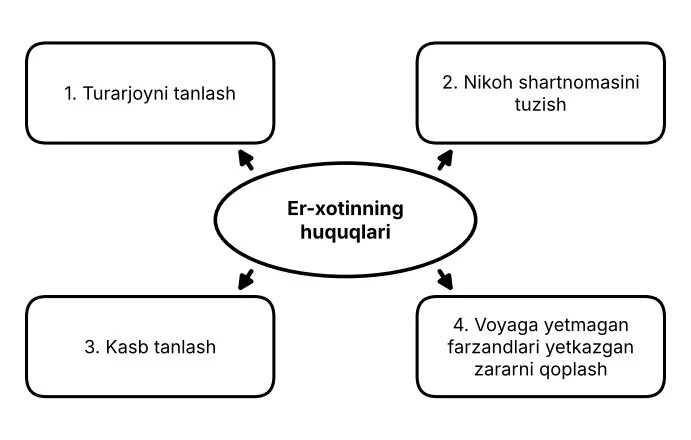 1. Turarjoyni tanlash
2. Nikoh shartnomasini
tuzish
Er-xotinning
huquqlari
3. Kasb tanlash
4. Voyaga yetmagan
farzandlari yetkazgan
zararni qoplash